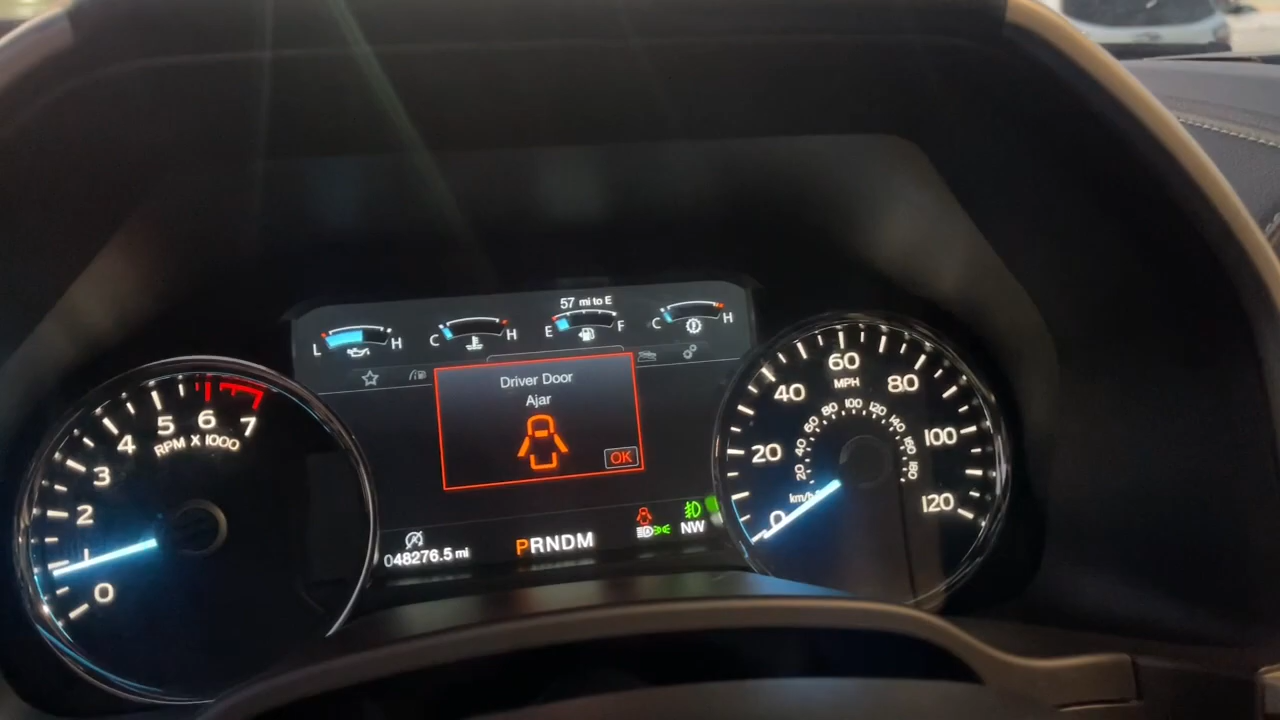 57 mi to E
L H
C H
E F
C H
Driver Door
Ajar
OK
0 1 2 3 4 5 6 7
RPM X 1000
0 20 40 60 80 100 120
MPH
20 40 60 80 100 120 140 160 180
km/h
NW
048276.5 mi
PRNDM